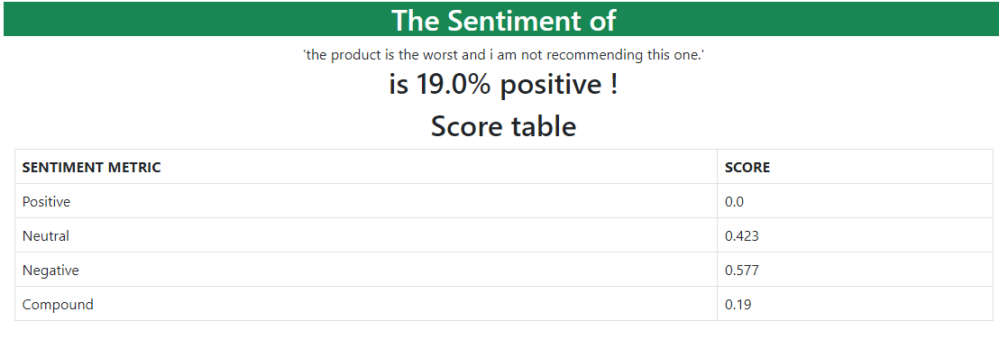 The Sentiment of
'the product is the worst and i am not recommending this one.'
is 19.0% positive !
Score table
SENTIMENT METRIC SCORE
Positive 0.0
Neutral 0.423
Negative 0.577
Compound 0.19